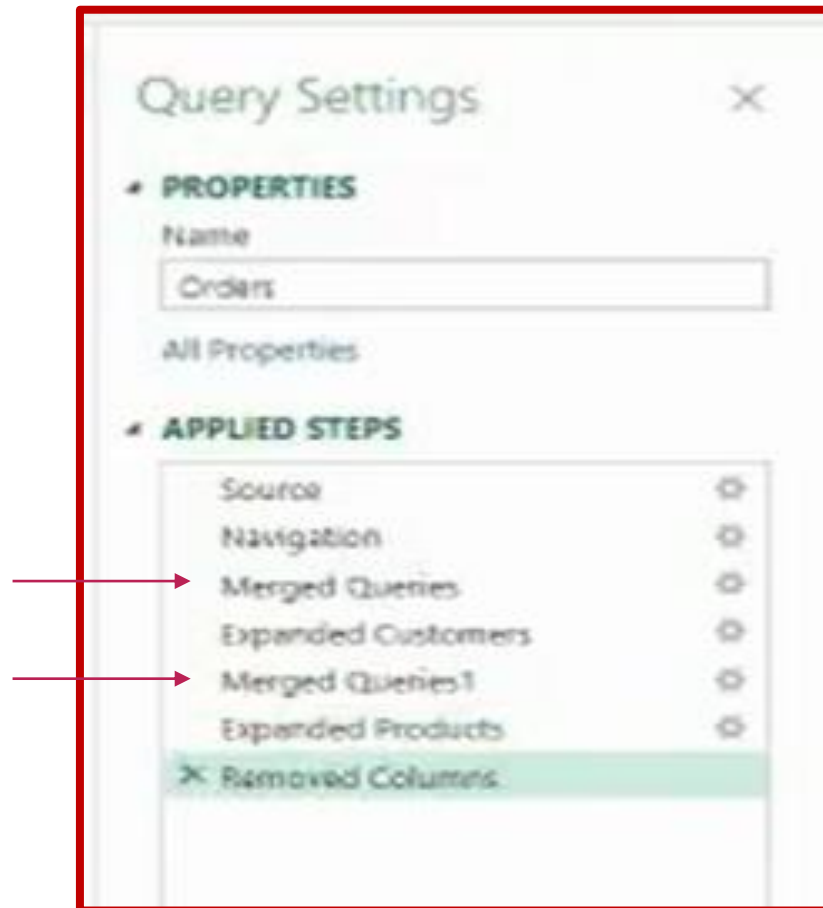 Query Settings
PROPERTIES
Name
Orders
All Properties
APPLIED STEPS
Source
Navigation
Merged Queries
Expanded Customers
Merged Queries1
Expanded Products
Removed Columns